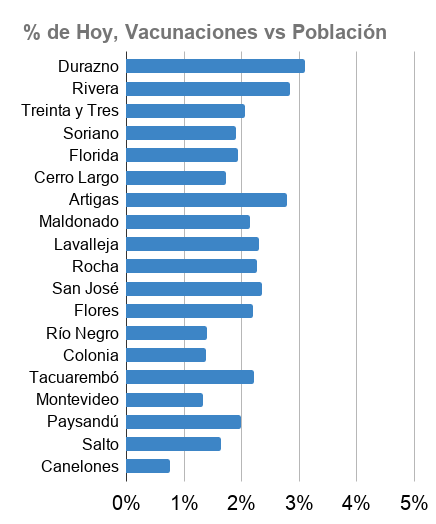 % de Hoy, Vacunaciones vs Población
Durazno
Rivera
Treinta y Tres
Soriano
Florida
Cerro Largo
Artigas
Maldonado
Lavalleja
Rocha
San José
Flores
Río Negro
Colonia
Tacuarembó
Montevideo
Paysandú
Salto
Canelones
0% 1% 2% 3% 4% 5%